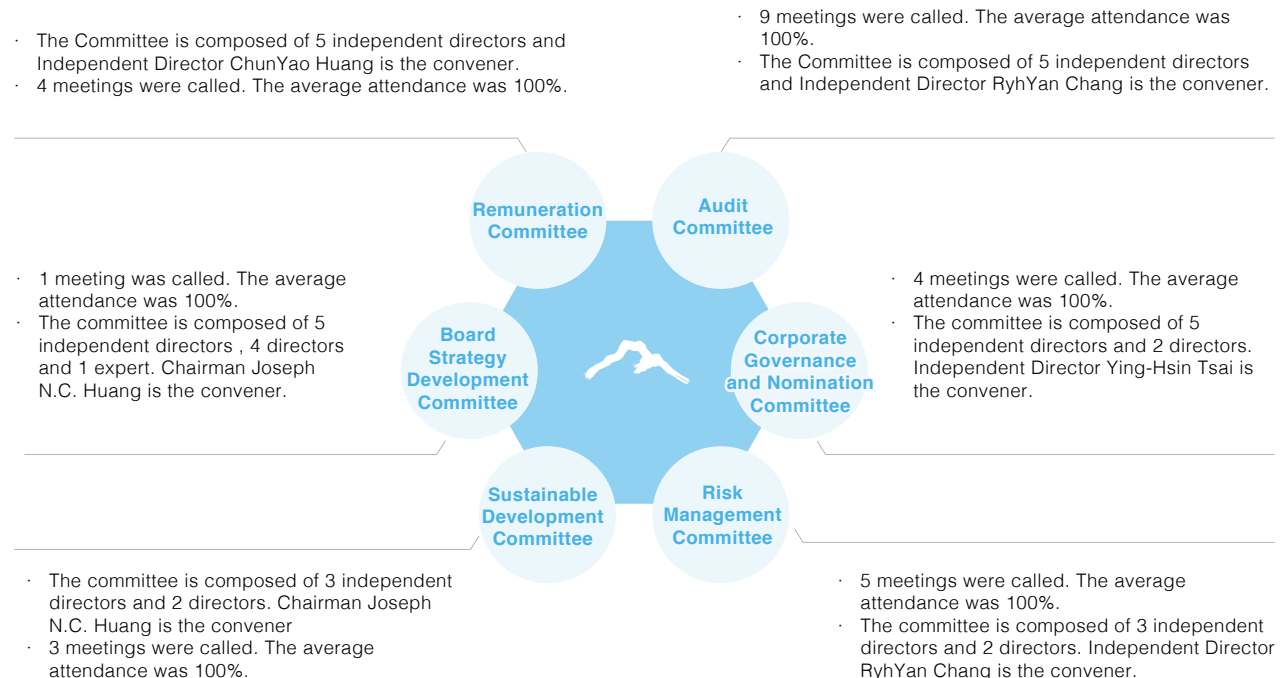 · The Committee is composed of 5 independent directors and
Independent Director ChunYao Huang is the convener.
· 4 meetings were called. The average attendance was 100%.
· 9 meetings were called. The average attendance was
100%.
· The Committee is composed of 5 independent directors
and Independent Director RyhYan Chang is the convener.
Remuneration
Committee
Audit
Committee
· 1 meeting was called. The average
attendance was 100%.
· The committee is composed of 5
independent directors , 4 directors
and 1 expert. Chairman Joseph
N.C. Huang is the convener.
Board
Strategy
Development
Committee
Corporate
Governance
and Nomination
Committee
· 4 meetings were called. The average
attendance was 100%.
· The committee is composed of 5
independent directors and 2 directors.
Independent Director Ying-Hsin Tsai is
the convener.
Sustainable
Development
Committee
Risk
Management
Committee
· The committee is composed of 3 independent
directors and 2 directors. Chairman Joseph
N.C. Huang is the convener
· 3 meetings were called. The average
attendance was 100%.
· 5 meetings were called. The average
attendance was 100%.
· The committee is composed of 3 independent
directors and 2 directors. Independent Director
RyhYan Chang is the convener.